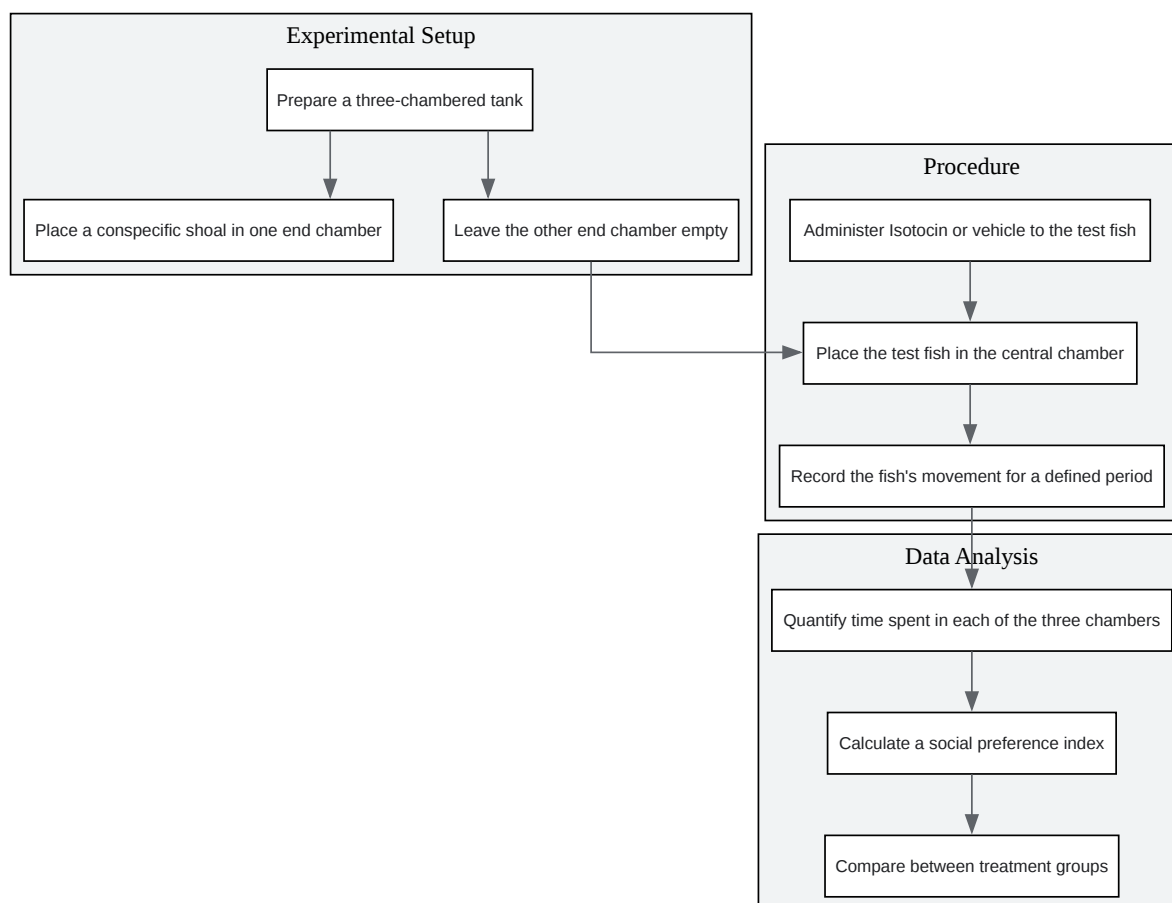 Experimental Setup
Prepare a three-chambered tank
Place a conspecific shoal in one end chamber
Leave the other end chamber empty
Procedure
Administer Isotocin or vehicle to the test fish
Place the test fish in the central chamber
Record the fish's movement for a defined period
Data Analysis
Quantify time spent in each of the three chambers
Calculate a social preference index
Compare between treatment groups